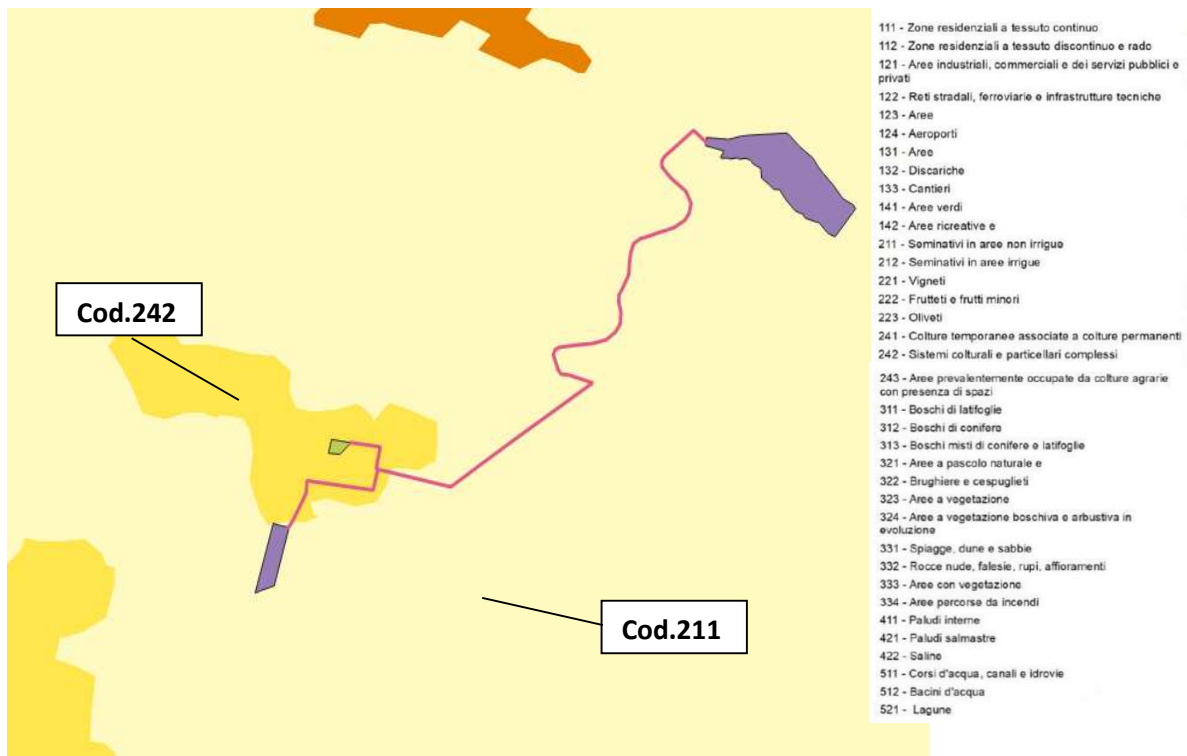 Cod.242
Cod.211
111 - Zone residenziali a tessuto continuo
112 - Zone residenziali a tessuto discontinuo e rado
121 - Aree industriali, commerciali e dei servizi pubblici e
privati
122 - Reti stradali, ferroviarie e infrastrutture tecniche
123 - Aree
124 - Aeroporti
131 - Aree
132 - Discariche
133 - Cantieri
141 - Aree verdi
142 - Aree ricreative e
211 - Seminativi in aree non irrigue
212 - Seminativi in aree irrigue
221 - Vigneti
222 - Frutteti e frutti minori
223 - Oliveti
241 - Colture temporanee associate a colture permanenti
242 - Sistemi colturali e particellari complessi
243 - Aree prevalentemente occupate da colture agrarie
con presenza di spazi
311 - Boschi di latifoglie
312 - Boschi di conifere
313 - Boschi misti di conifere e latifoglie
321 - Aree a pascolo naturale e
322 - Brughiere e cespuglieti
323 - Aree a vegetazione
324 - Aree a vegetazione boschiva e arbustiva in
evoluzione
331 - Spiagge, dune e sabbie
332 - Rocce nude, falesie, rupi, affioramenti
333 - Aree con vegetazione
334 - Aree percorse da incendi
411 - Paludi interne
421 - Paludi salmastre
422 - Saline
511 - Corsi d'acqua, canali e idrovie
512 - Bacini d'acqua
521 - Lagune